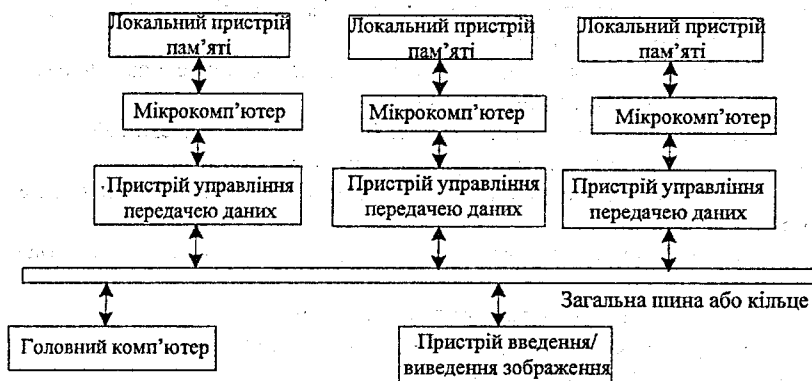 Локальний пристрій
пам’яті
Локальний пристрій
пам’яті
Локальний пристрій
пам’яті
Мікрокомп’ютер
Мікрокомп’ютер
Мікрокомп’ютер
Пристрій управління
передачею даних
Пристрій управління
передачею даних
Пристрій управління
передачею даних
Загальна шина або кільце
Головний комп’ютер
Пристрій введення/
виведення зображення